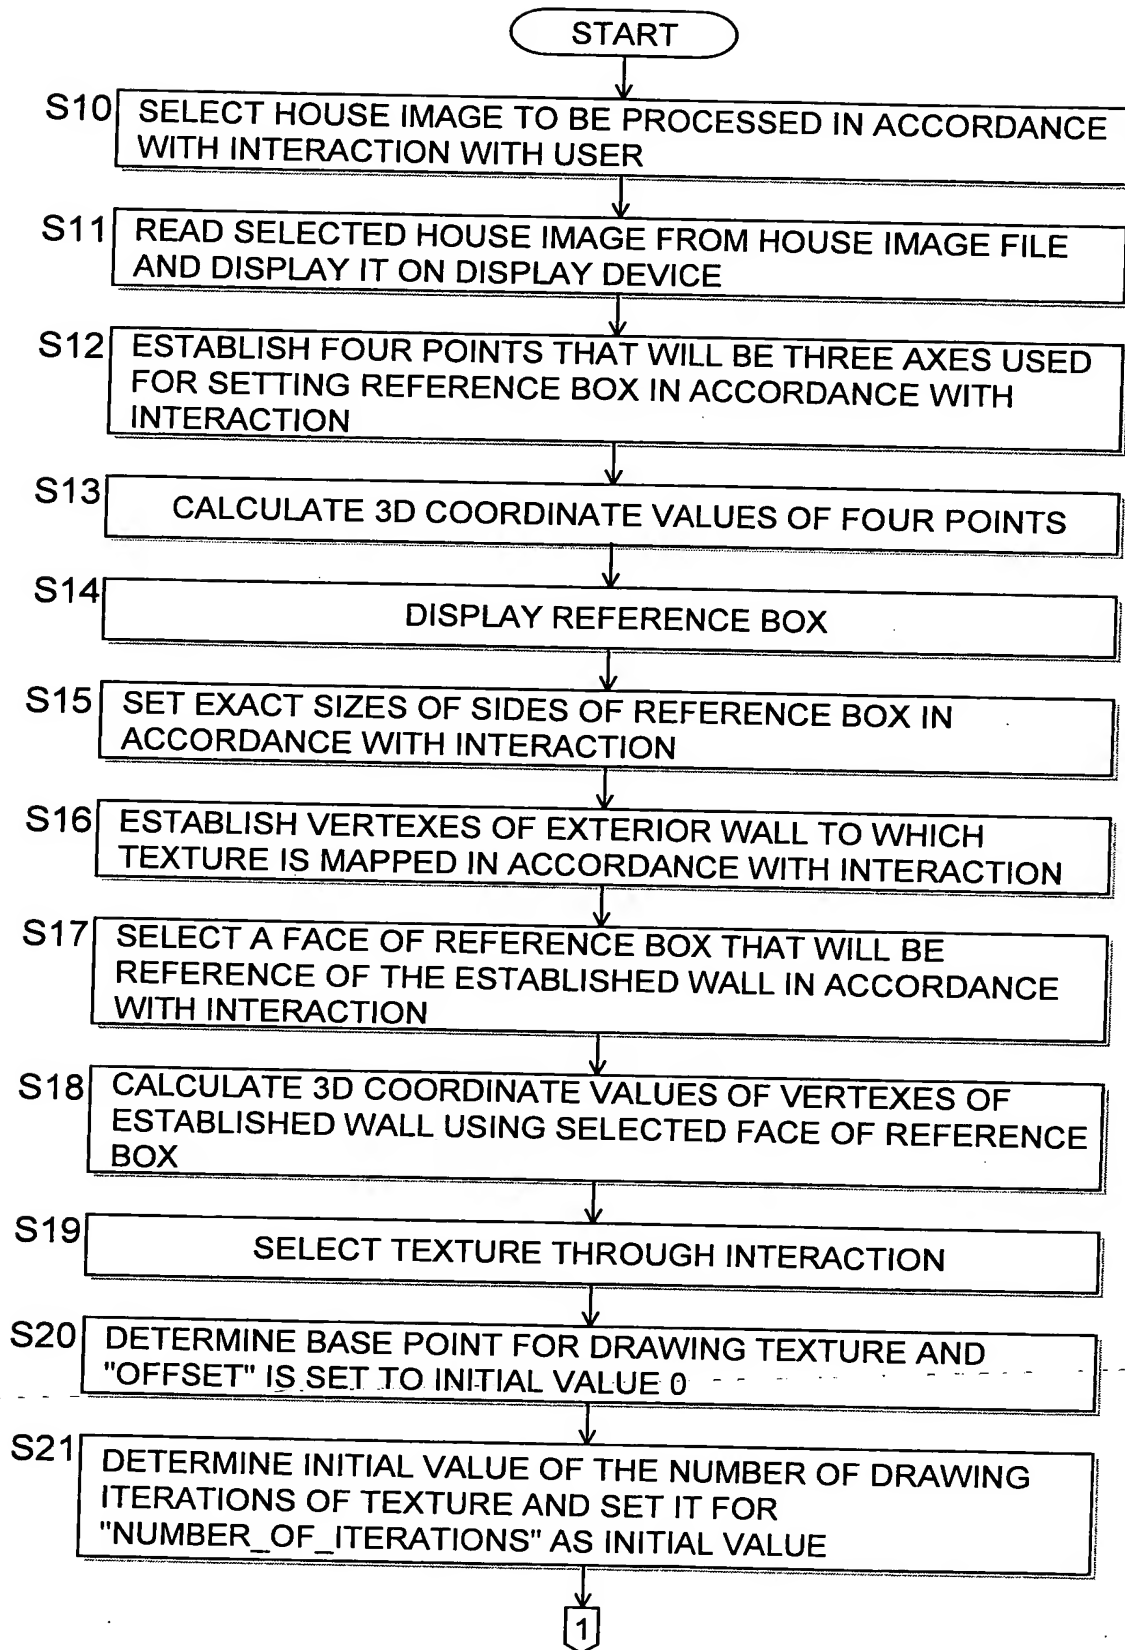 START
S10
SELECT HOUSE IMAGE TO BE PROCESSED IN ACCORDANCE
WITH INTERACTION WITH USER
S11
READ SELECTED HOUSE IMAGE FROM HOUSE IMAGE FILE
AND DISPLAY IT ON DISPLAY DEVICE
S12
ESTABLISH FOUR POINTS THAT WILL BE THREE AXES USED
FOR SETTING REFERENCE BOX IN ACCORDANCE WITH
INTERACTION
S13
CALCULATE 3D COORDINATE VALUES OF FOUR POINTS
S14
DISPLAY REFERENCE BOX
S15
SET EXACT SIZES OF SIDES OF REFERENCE BOX IN
ACCORDANCE WITH INTERACTION
S16
ESTABLISH VERTEXES OF EXTERIOR WALL TO WHICH
TEXTURE IS MAPPED IN ACCORDANCE WITH INTERACTION
S17
SELECT A FACE OF REFERENCE BOX THAT WILL BE
REFERENCE OF THE ESTABLISHED WALL IN ACCORDANCE
WITH INTERACTION
S18
CALCULATE 3D COORDINATE VALUES OF VERTEXES OF
ESTABLISHED WALL USING SELECTED FACE OF REFERENCE
BOX
S19
SELECT TEXTURE THROUGH INTERACTION
S20
DETERMINE BASE POINT FOR DRAWING TEXTURE AND
"OFFSET" IS SET TO INITIAL VALUE 0
S21
DETERMINE INITIAL VALUE OF THE NUMBER OF DRAWING
ITERATIONS OF TEXTURE AND SET IT FOR
"NUMBER_OF_ITERATIONS" AS INITIAL VALUE
1